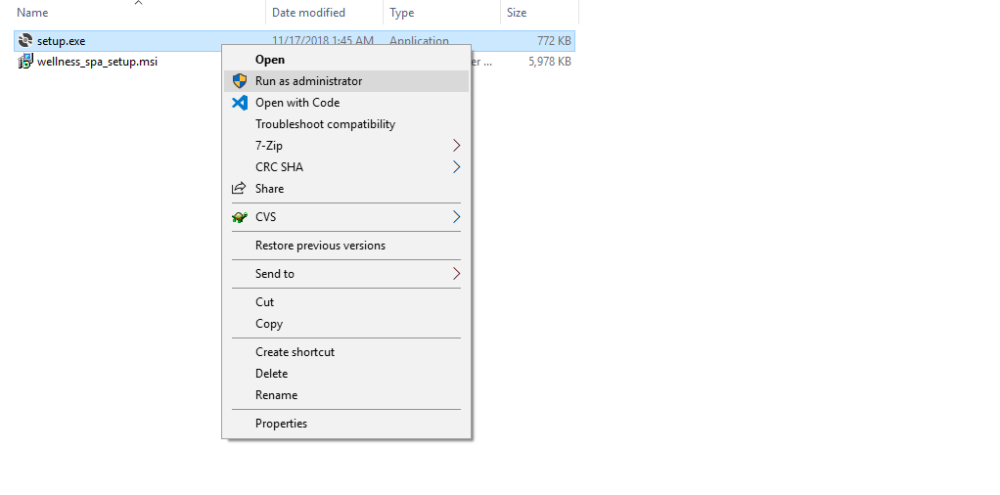 Name Date modified Type Size
setup.exe 11/17/2018 1:45 AM Application 772 KB
wellness_spa_setup.msi er ... 5,978 KB
Open
Run as administrator
Open with Code
Troubleshoot compatibility
7-Zip
CRC SHA
Share
CVS
Restore previous versions
Send to
Cut
Copy
Create shortcut
Delete
Rename
Properties